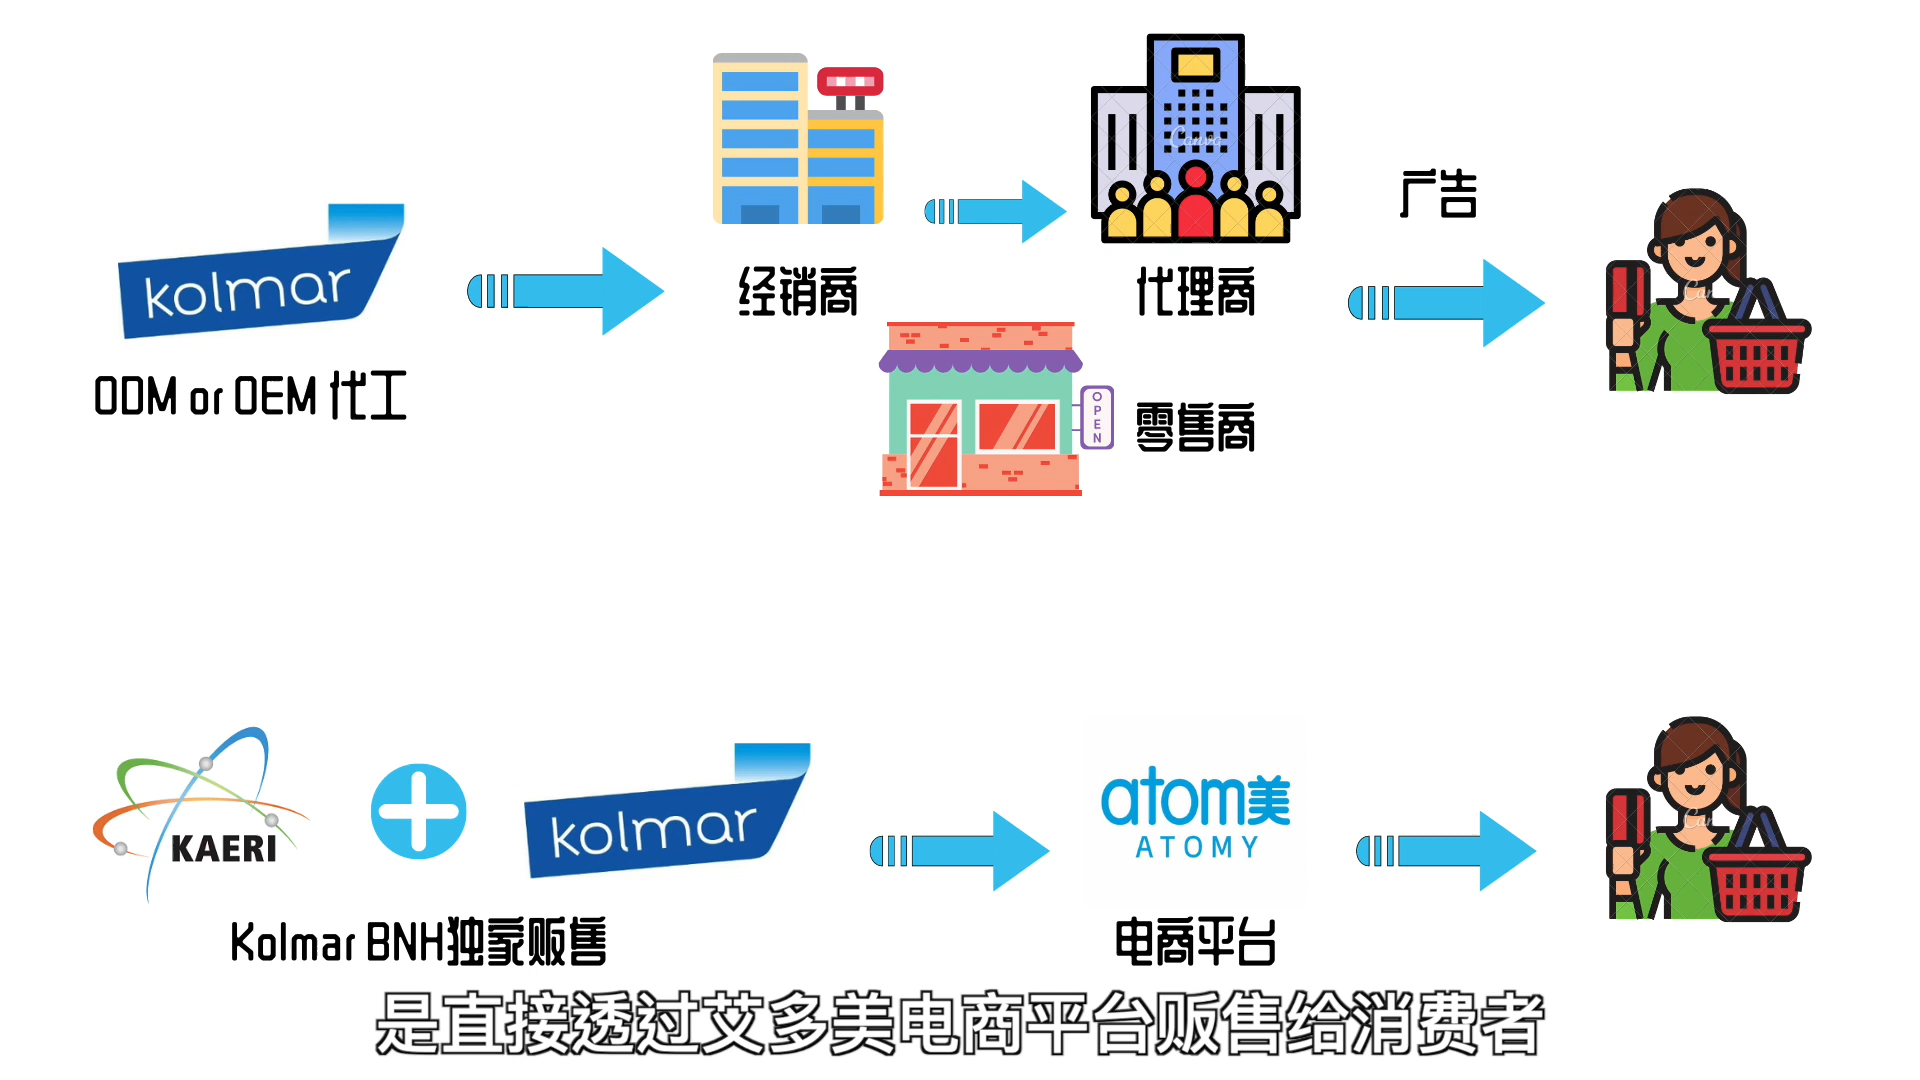 广告
kolmar
经销商
代理商
ODM or OEM 代工
OPEN
零售商
KAERI
kolmar
atom美
ATOMY
Kolmar BNH独家贩售
电商平台
是直接透过艾多美电商平台贩售给消费者